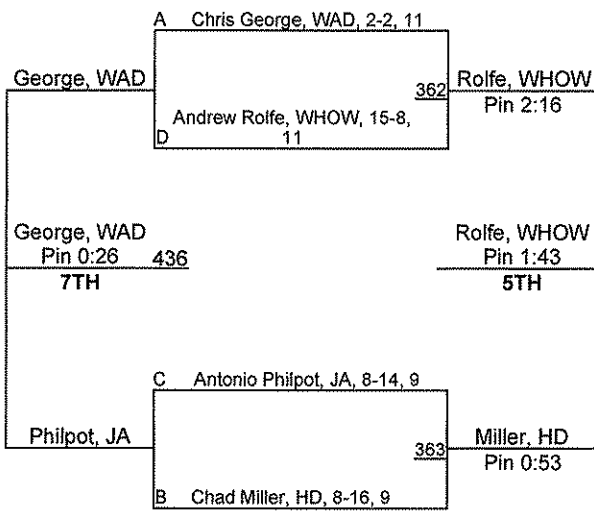 A Chris George, WAD, 2-2, 11
George, WAD
362
Rolfe, WHOW
Pin 2:16
Andrew Rolfe, WHOW, 15-8,
D 11
George, WAD
Pin 0:26 436
7TH
Rolfe, WHOW
Pin 1:43
5TH
C Antonio Philpot, JA, 8-14, 9
Philpot, JA
363
Miller, HD
Pin 0:53
B Chad Miller, HD, 8-16, 9